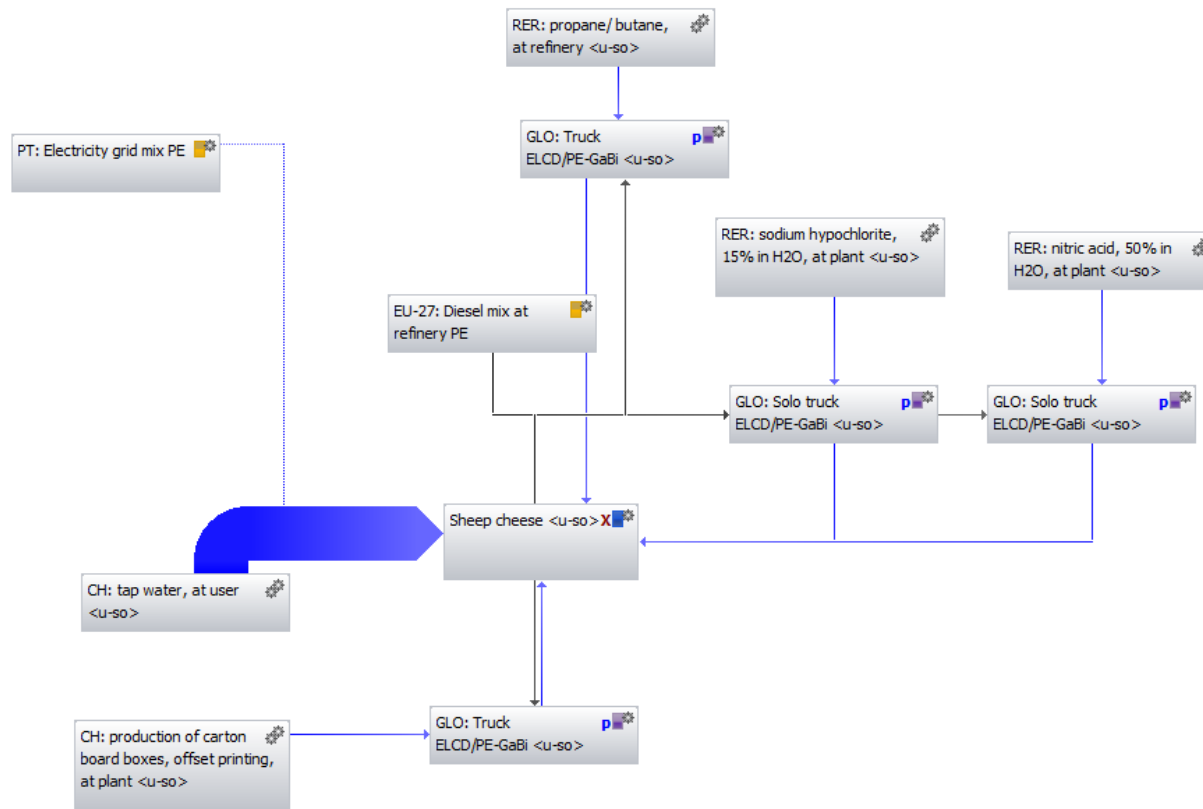 RER: propane/ butane,
at refinery <u-so>
PT: Electricity grid mix PE
GLO: Truck
p
ELCD/PE-GaBi <u-so>
RER: sodium hypochlorite,
15% in H2O, at plant <u-so>
RER: nitric acid, 50% in
H2O, at plant <u-so>
EU-27: Diesel mix at
refinery PE
GLO: Solo truck
p
ELCD/PE-GaBi <u-so>
GLO: Solo truck
p
ELCD/PE-GaBi <u-so>
Sheep cheese <u-so> X
CH: tap water, at user
<u-so>
GLO: Truck
p
ELCD/PE-GaBi <u-so>
CH: production of carton
board boxes, offset printing,
at plant <u-so>